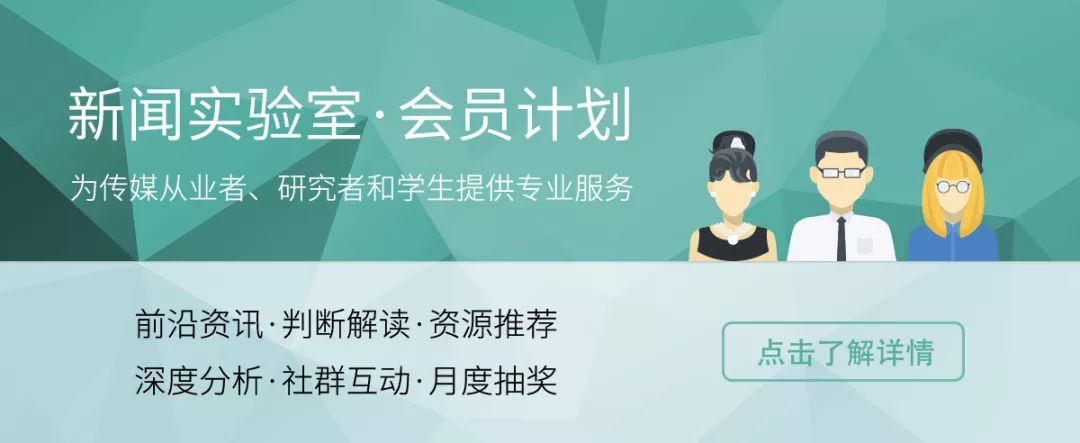 新闻实验室·会员计划
为传媒从业者、研究者和学生提供专业服务
前沿资讯·判断解读·资源推荐
深度分析·社群互动·月度抽奖
点击了解详情